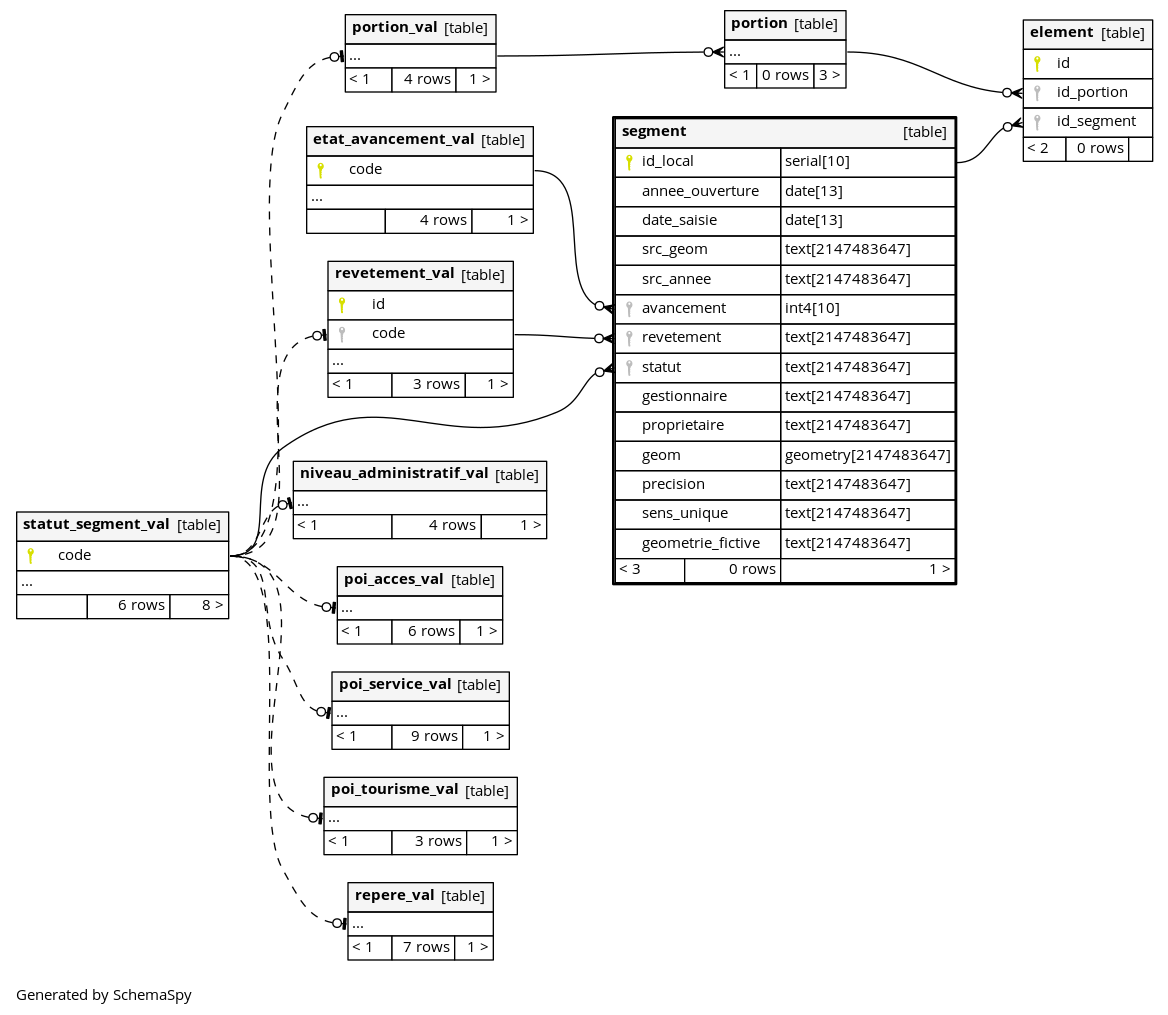 portion_val [table]
...
< 1 4 rows 1 >
portion [table]
...
< 1 0 rows 3 >
element [table]
id
id_portion
id_segment
< 2 0 rows
etat_avancement_val [table]
code
...
4 rows 1 >
segment [table]
id_local serial[10]
annee_ouverture date[13]
date_saisie date[13]
src_geom text[2147483647]
src_annee text[2147483647]
avancement int4[10]
revetement text[2147483647]
statut text[2147483647]
gestionnaire text[2147483647]
proprietaire text[2147483647]
geom geometry[2147483647]
precision text[2147483647]
sens_unique text[2147483647]
geometrie_fictive text[2147483647]
< 3 0 rows 1 >
revetement_val [table]
id
code
...
< 1 3 rows 1 >
niveau_administratif_val [table]
...
< 1 4 rows 1 >
statut_segment_val [table]
code
...
6 rows 8 >
poi_acces_val [table]
...
< 1 6 rows 1 >
poi_service_val [table]
...
< 1 9 rows 1 >
poi_tourisme_val [table]
...
< 1 3 rows 1 >
repere_val [table]
...
< 1 7 rows 1 >
Generated by SchemaSpy